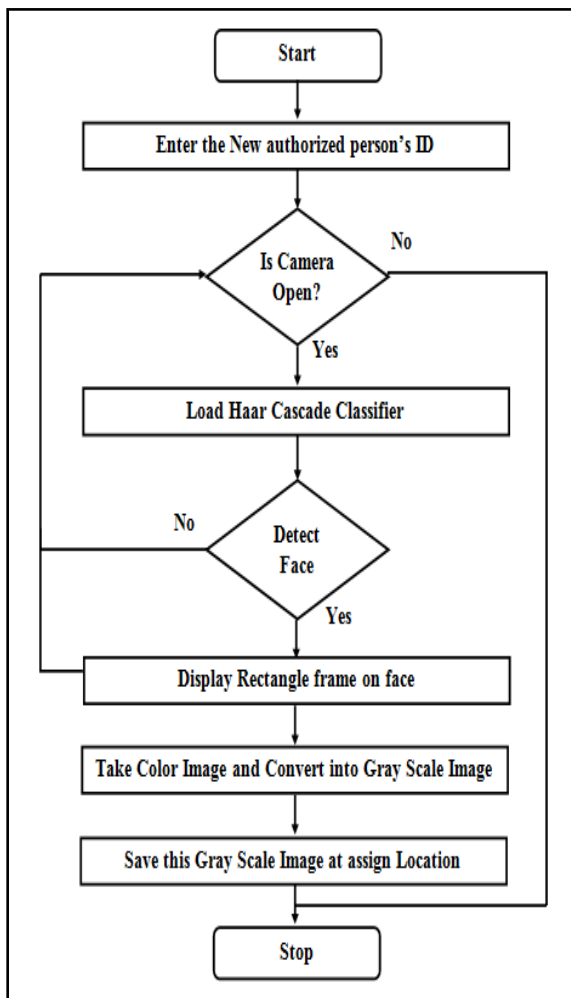 Start
Enter the New authorized person's ID
No
Is Camera
Open?
Yes
Load Haar Cascade Classifier
No
Detect
Face
Yes
Display Rectangle frame on face
Take Color Image and Convert into Gray Scale Image
Save this Gray Scale Image at assign Location
Stop